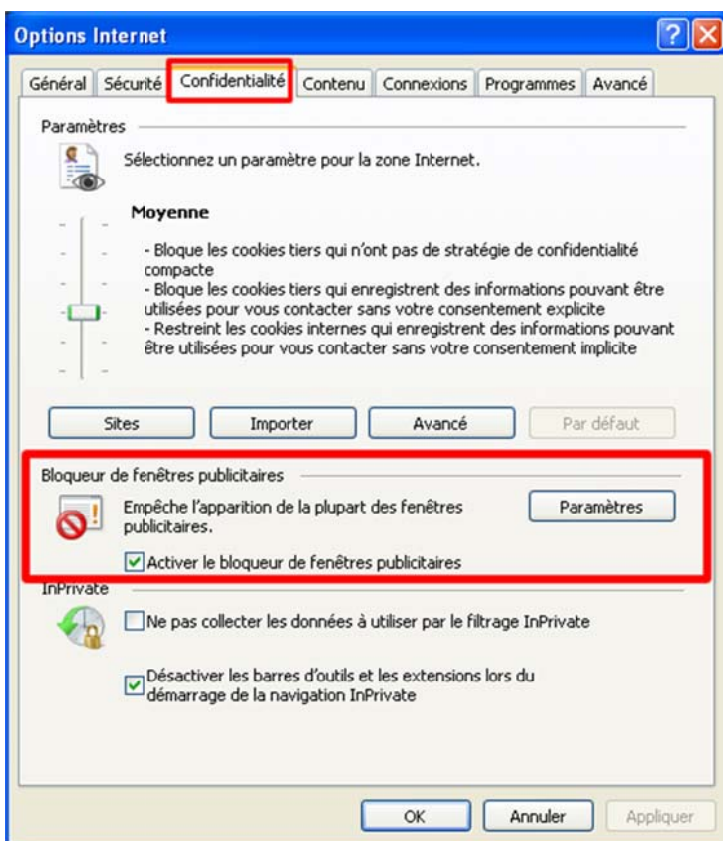 Options Internet
Général Sécurité Confidentialité Contenu Connexions Programmes Avancé
Paramètres
Sélectionnez un paramètre pour la zone Internet.
Moyenne
- Bloque les cookies tiers qui n'ont pas de stratégie de confidentialité
compacte
- Bloque les cookies tiers qui enregistrent des informations pouvant être
utilisées pour vous contacter sans votre consentement explicite
- Restreint les cookies internes qui enregistrent des informations pouvant
être utilisées pour vous contacter sans votre consentement implicite
Sites Importer Avancé Par défaut
Bloqueur de fenêtres publicitaires
Empêche l'apparition de la plupart des fenêtres
publicitaires.
Paramètres
Activer le bloqueur de fenêtres publicitaires
InPrivate
Ne pas collecter les données à utiliser par le filtrage InPrivate
Désactiver les barres d'outils et les extensions lors du
démarrage de la navigation InPrivate
OK Annuler Appliquer